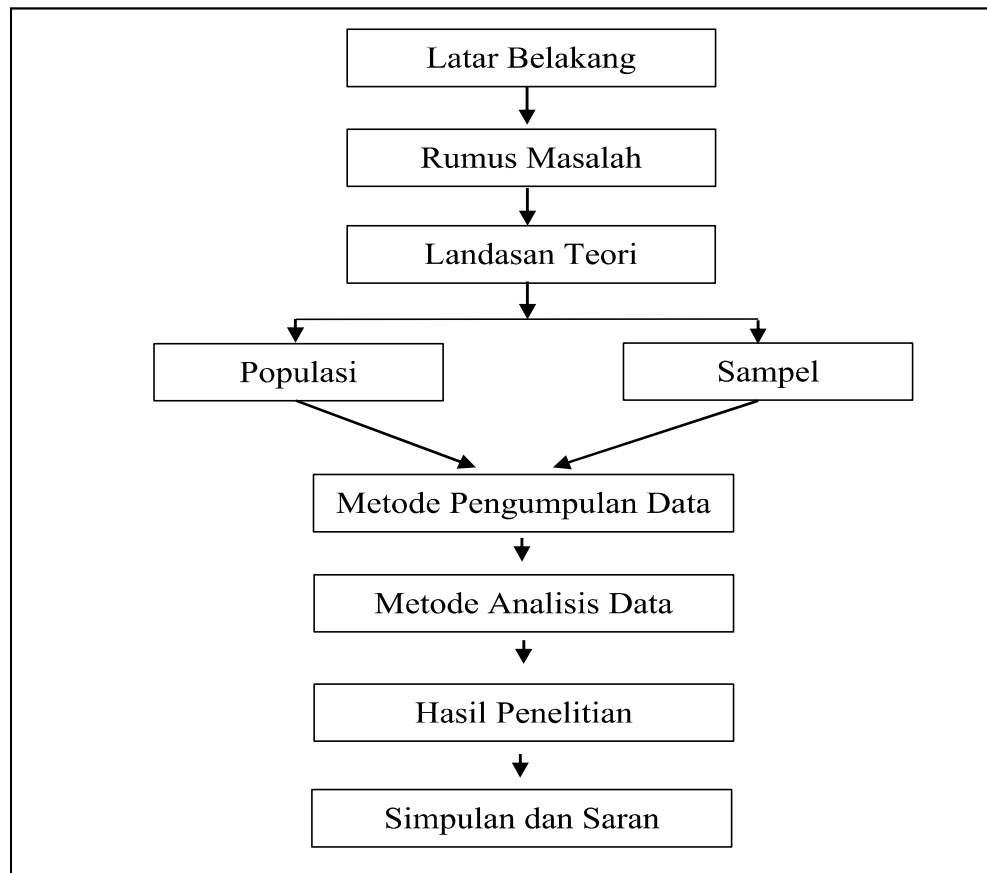 Latar Belakang
Rumus Masalah
Landasan Teori
Populasi
Sampel
Metode Pengumpulan Data
Metode Analisis Data
Hasil Penelitian
Simpulan dan Saran